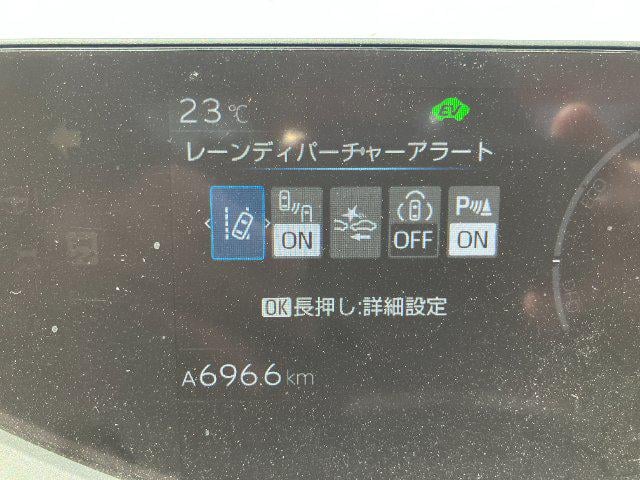 23℃ EV
レーンディパーチャーアラート
ON OFF P ON
OK長押し:詳細設定
A696.6km